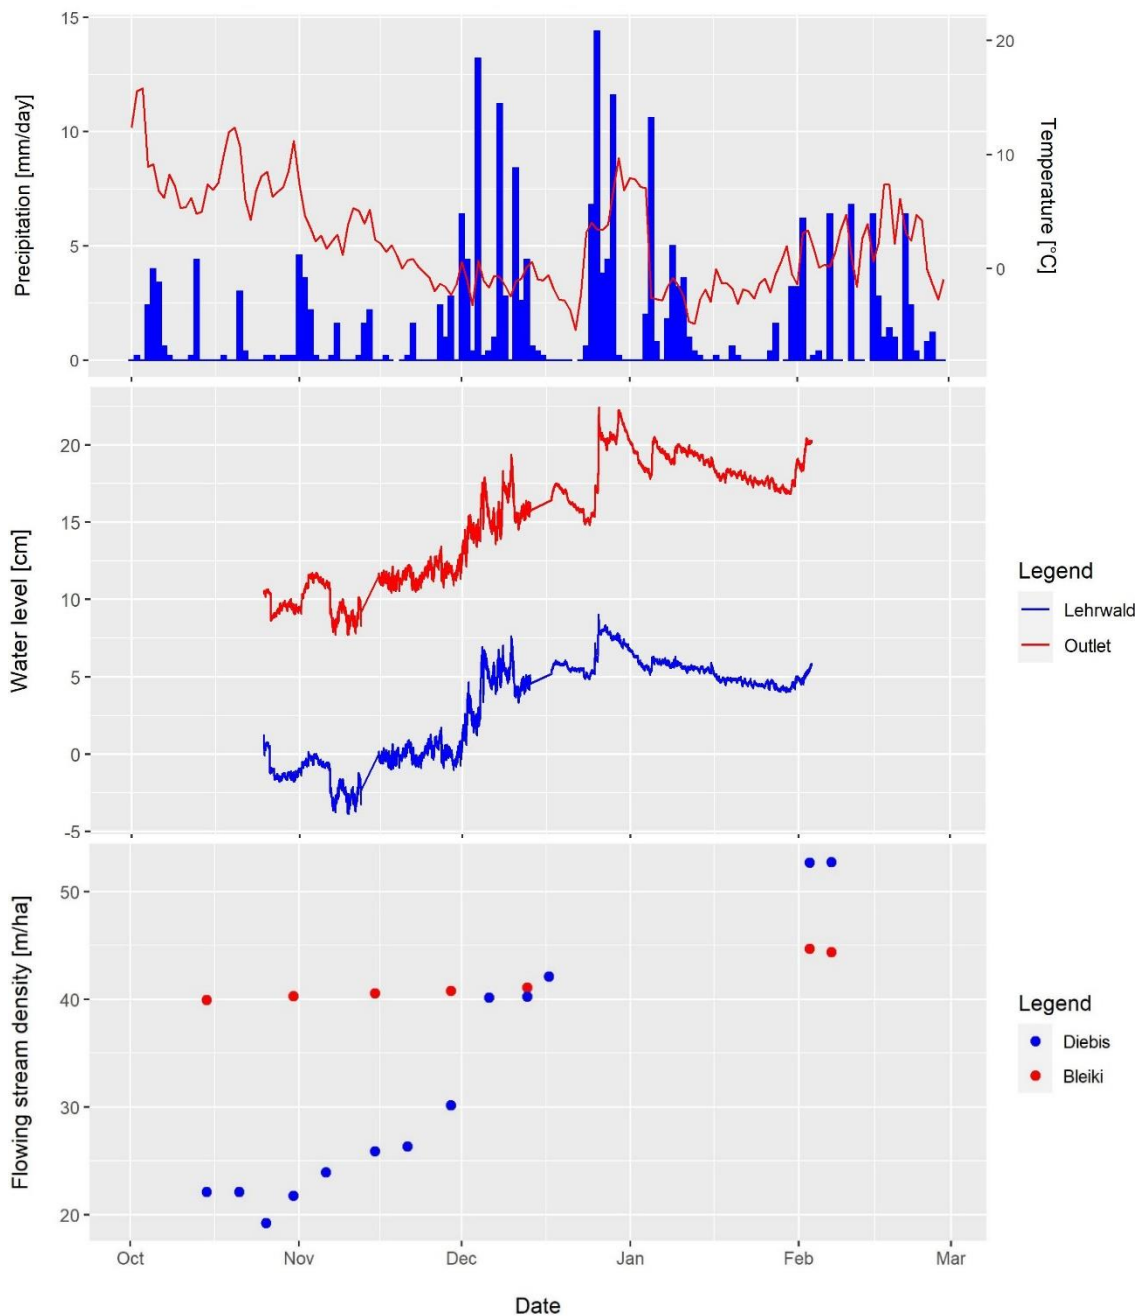 15
10
5
0
Precipitation [mm/day]
20
10
0
Temperature [°C]
20
15
10
5
0
-5
Water level [cm]
Legend
Lehrwald
Outlet
50
40
30
20
Flowing stream density [m/ha]
Legend
Diebis
Bleiki
Oct Nov Dec Jan Feb Mar
Date